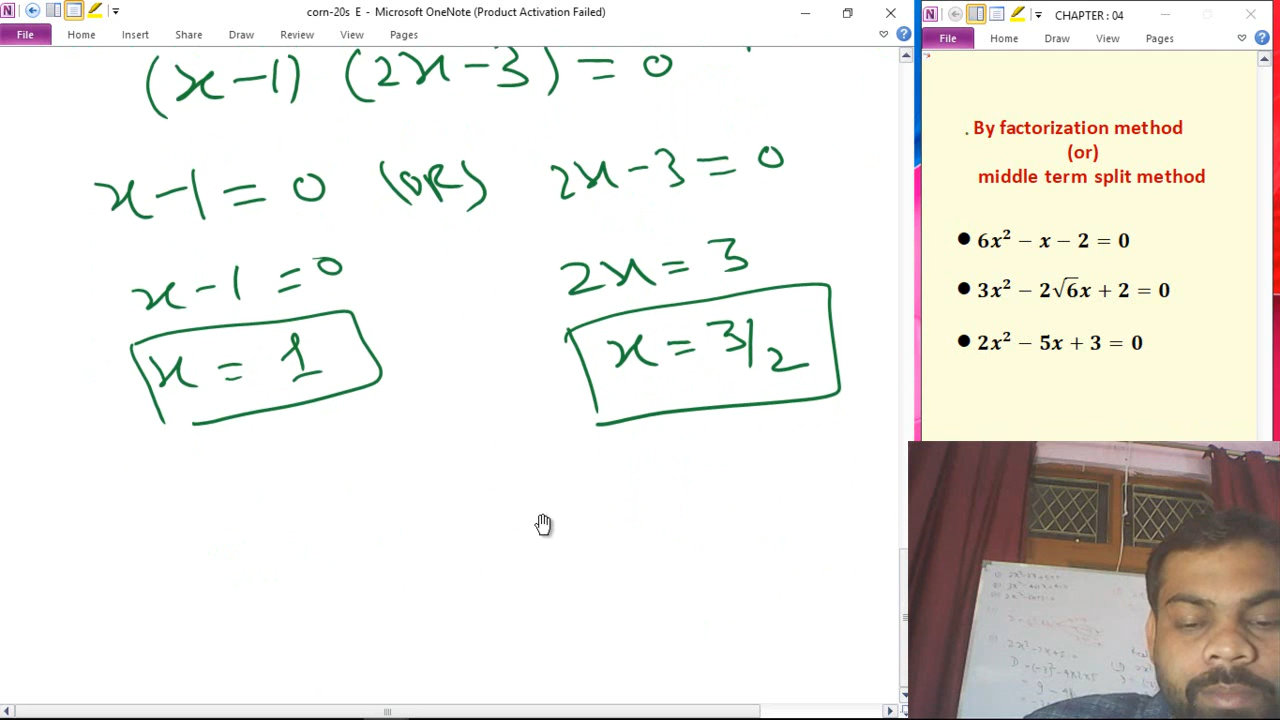 corn-20s E - Microsoft OneNote (Product Activation Failed)
File Home Insert Share Draw Review View Pages
(x-1) (2x-3) = 0
x-1 = 0 (OR) 2x-3 = 0
x-1 = 0 2x = 3
x = 1 x = 3/2
CHAPTER : 04
File Home Draw View Pages
. By factorization method
(or)
middle term split method
● 6x² − x − 2 = 0
● 3x² − 2√6x + 2 = 0
● 2x² − 5x + 3 = 0